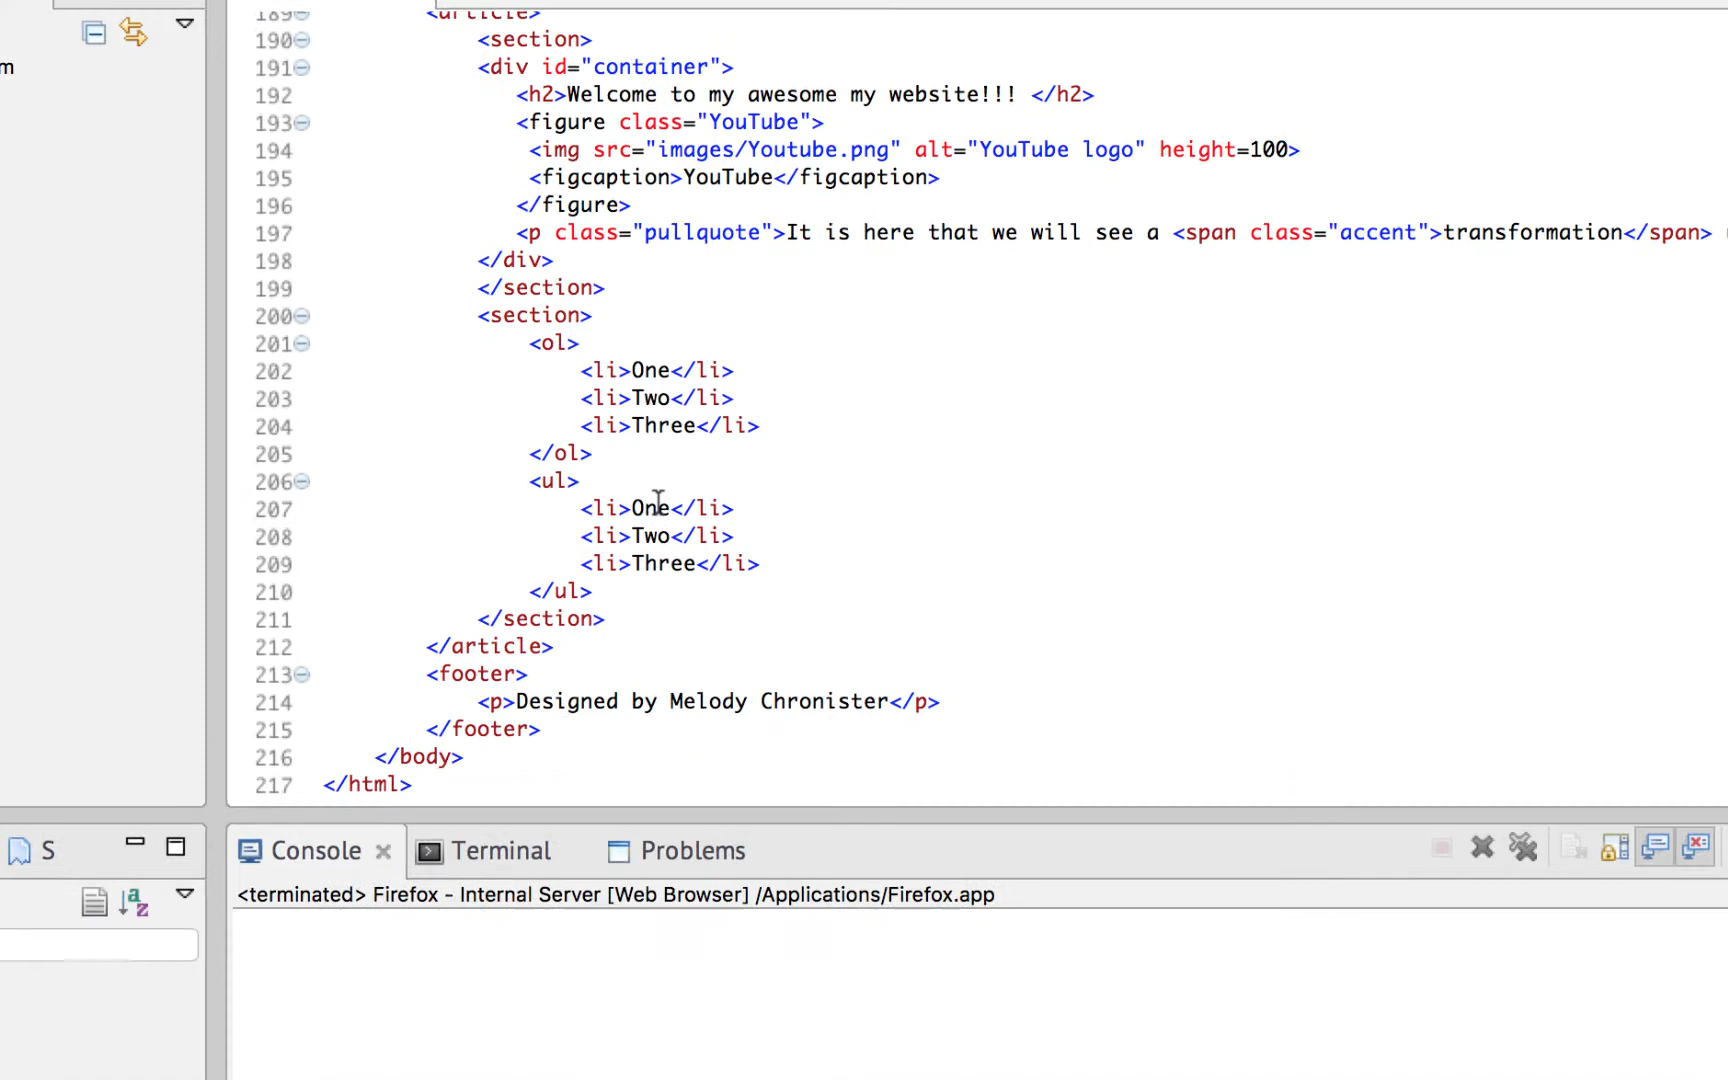 189 <article>
m
190 <section>
191 <div id="container">
192 <h2>Welcome to my awesome my website!!! </h2>
193 <figure class="YouTube">
194 <img src="images/Youtube.png" alt="YouTube logo" height=100>
195 <figcaption>YouTube</figcaption>
196 </figure>
197 <p class="pullquote">It is here that we will see a <span class="accent">transformation</span>
198 </div>
199 </section>
200 <section>
201 <ol>
202 <li>One</li>
203 <li>Two</li>
204 <li>Three</li>
205 </ol>
206 <ul>
207 <li>One</li>
208 <li>Two</li>
209 <li>Three</li>
210 </ul>
211 </section>
212 </article>
213 <footer>
214 <p>Designed by Melody Chronister</p>
215 </footer>
216 </body>
217 </html>
S Console Terminal Problems
<terminated> Firefox - Internal Server [Web Browser] /Applications/Firefox.app